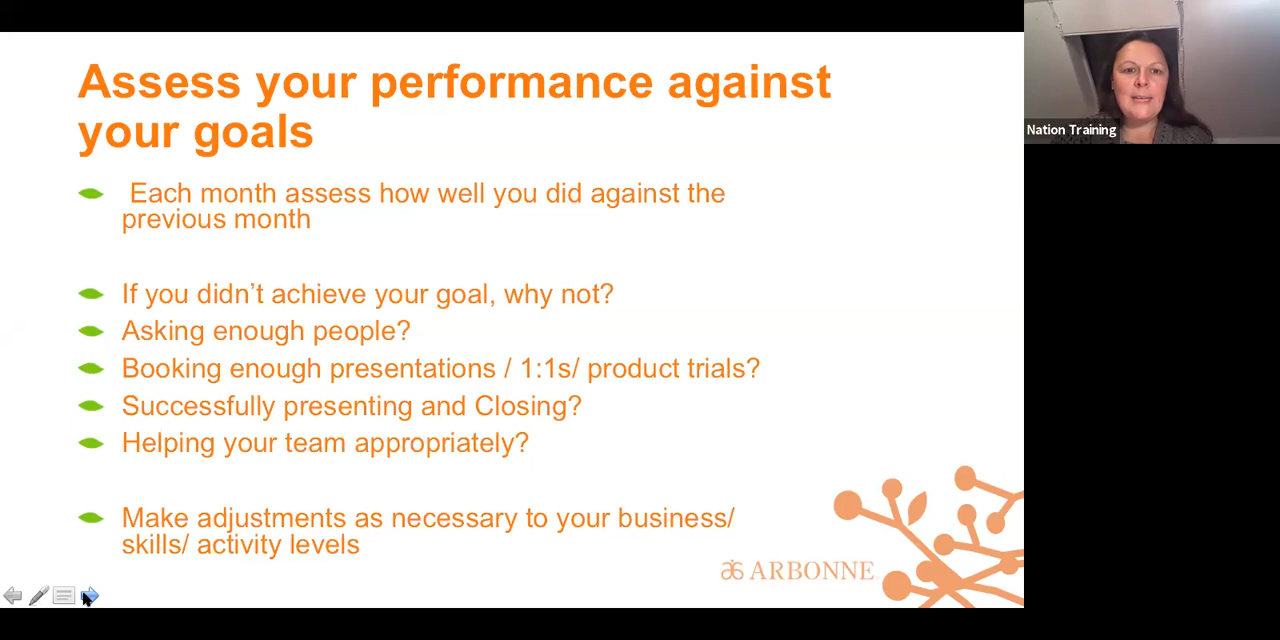 Assess your performance against
your goals
Each month assess how well you did against the
previous month
If you didn’t achieve your goal, why not?
Asking enough people?
Booking enough presentations / 1:1s/ product trials?
Successfully presenting and Closing?
Helping your team appropriately?
Make adjustments as necessary to your business/
skills/ activity levels
ARBONNE
Nation Training